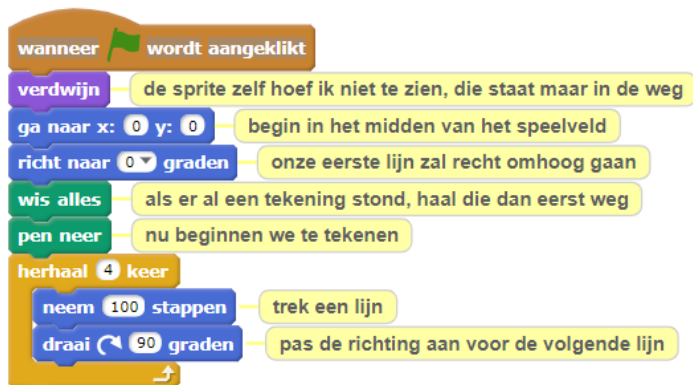 wanneer wordt aangeklikt
verdwijn de sprite zelf hoef ik niet te zien, die staat maar in de weg
ga naar x: 0 y: 0 begin in het midden van het speelveld
richt naar 0 graden onze eerste lijn zal recht omhoog gaan
wis alles als er al een tekening stond, haal die dan eerst weg
pen neer nu beginnen we te tekenen
herhaal 4 keer
neem 100 stappen trek een lijn
draai 90 graden pas de richting aan voor de volgende lijn